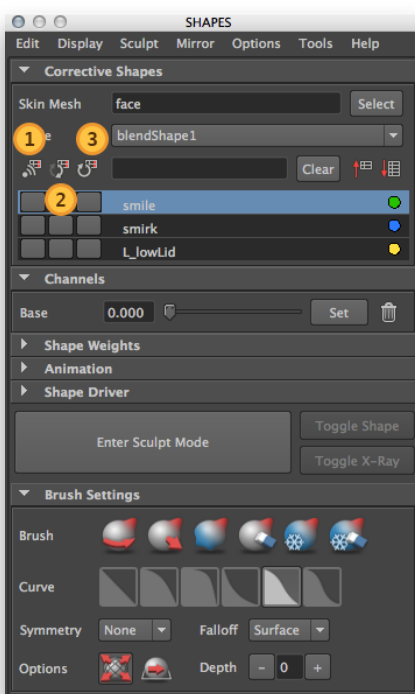 SHAPES
Edit Display Sculpt Mirror Options Tools Help
Corrective Shapes
Skin Mesh face Select
1 e 3 blendShape1
Clear
2 smile
smirk
L_lowLid
Channels
Base 0.000 Set
Shape Weights
Animation
Shape Driver
Enter Sculpt Mode
Toggle Shape
Toggle X-Ray
Brush Settings
Brush
Curve
Symmetry None Falloff Surface
Options Depth - 0 +